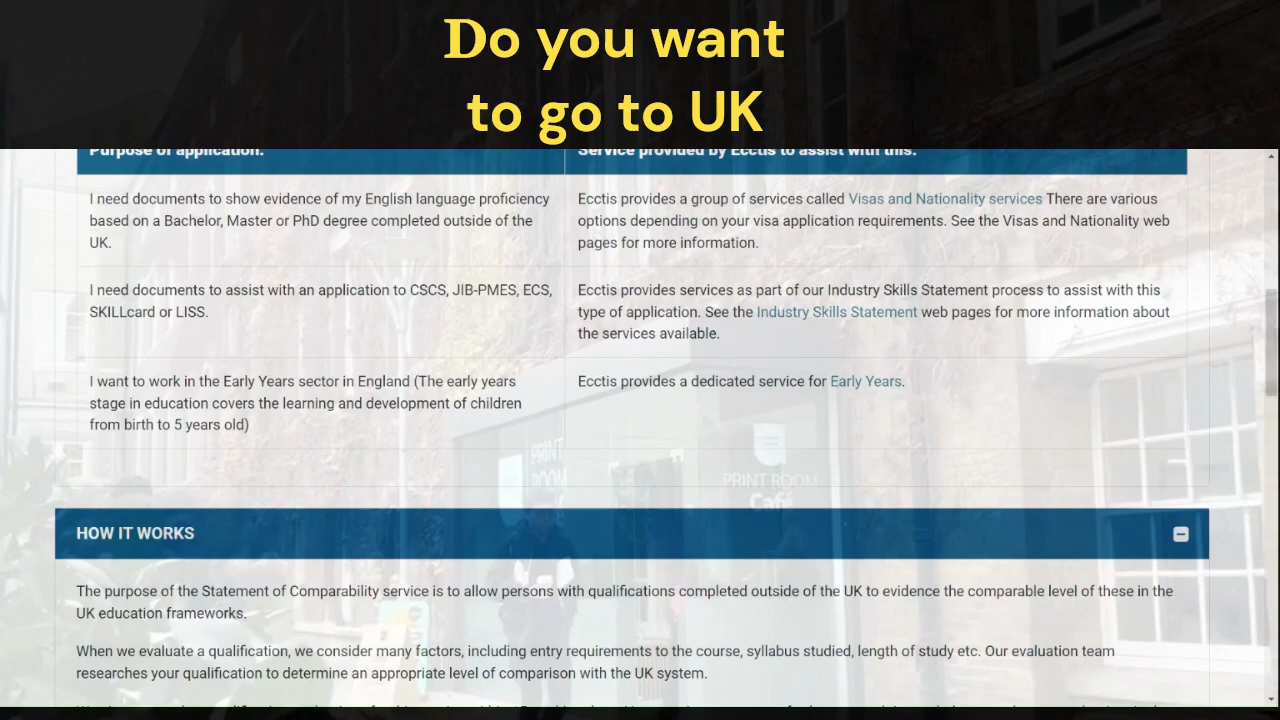 Do you want
to go to UK
Purpose of application.
Service provided by Ecctis to assist with this.
I need documents to show evidence of my English language proficiency
based on a Bachelor, Master or PhD degree completed outside of the
UK.
Ecctis provides a group of services called Visas and Nationality services There are various
options depending on your visa application requirements. See the Visas and Nationality web
pages for more information.
I need documents to assist with an application to CSCS, JIB-PMES, ECS,
SKILLcard or LISS.
Ecctis provides services as part of our Industry Skills Statement process to assist with this
type of application. See the Industry Skills Statement web pages for more information about
the services available.
I want to work in the Early Years sector in England (The early years
stage in education covers the learning and development of children
from birth to 5 years old)
Ecctis provides a dedicated service for Early Years.
PRINT
ROOM
PRINT ROOM
Café
HOW IT WORKS
The purpose of the Statement of Comparability service is to allow persons with qualifications completed outside of the UK to evidence the comparable level of these in the
UK education frameworks.
When we evaluate a qualification, we consider many factors, including entry requirements to the course, syllabus studied, length of study etc. Our evaluation team
researches your qualification to determine an appropriate level of comparison with the UK system.